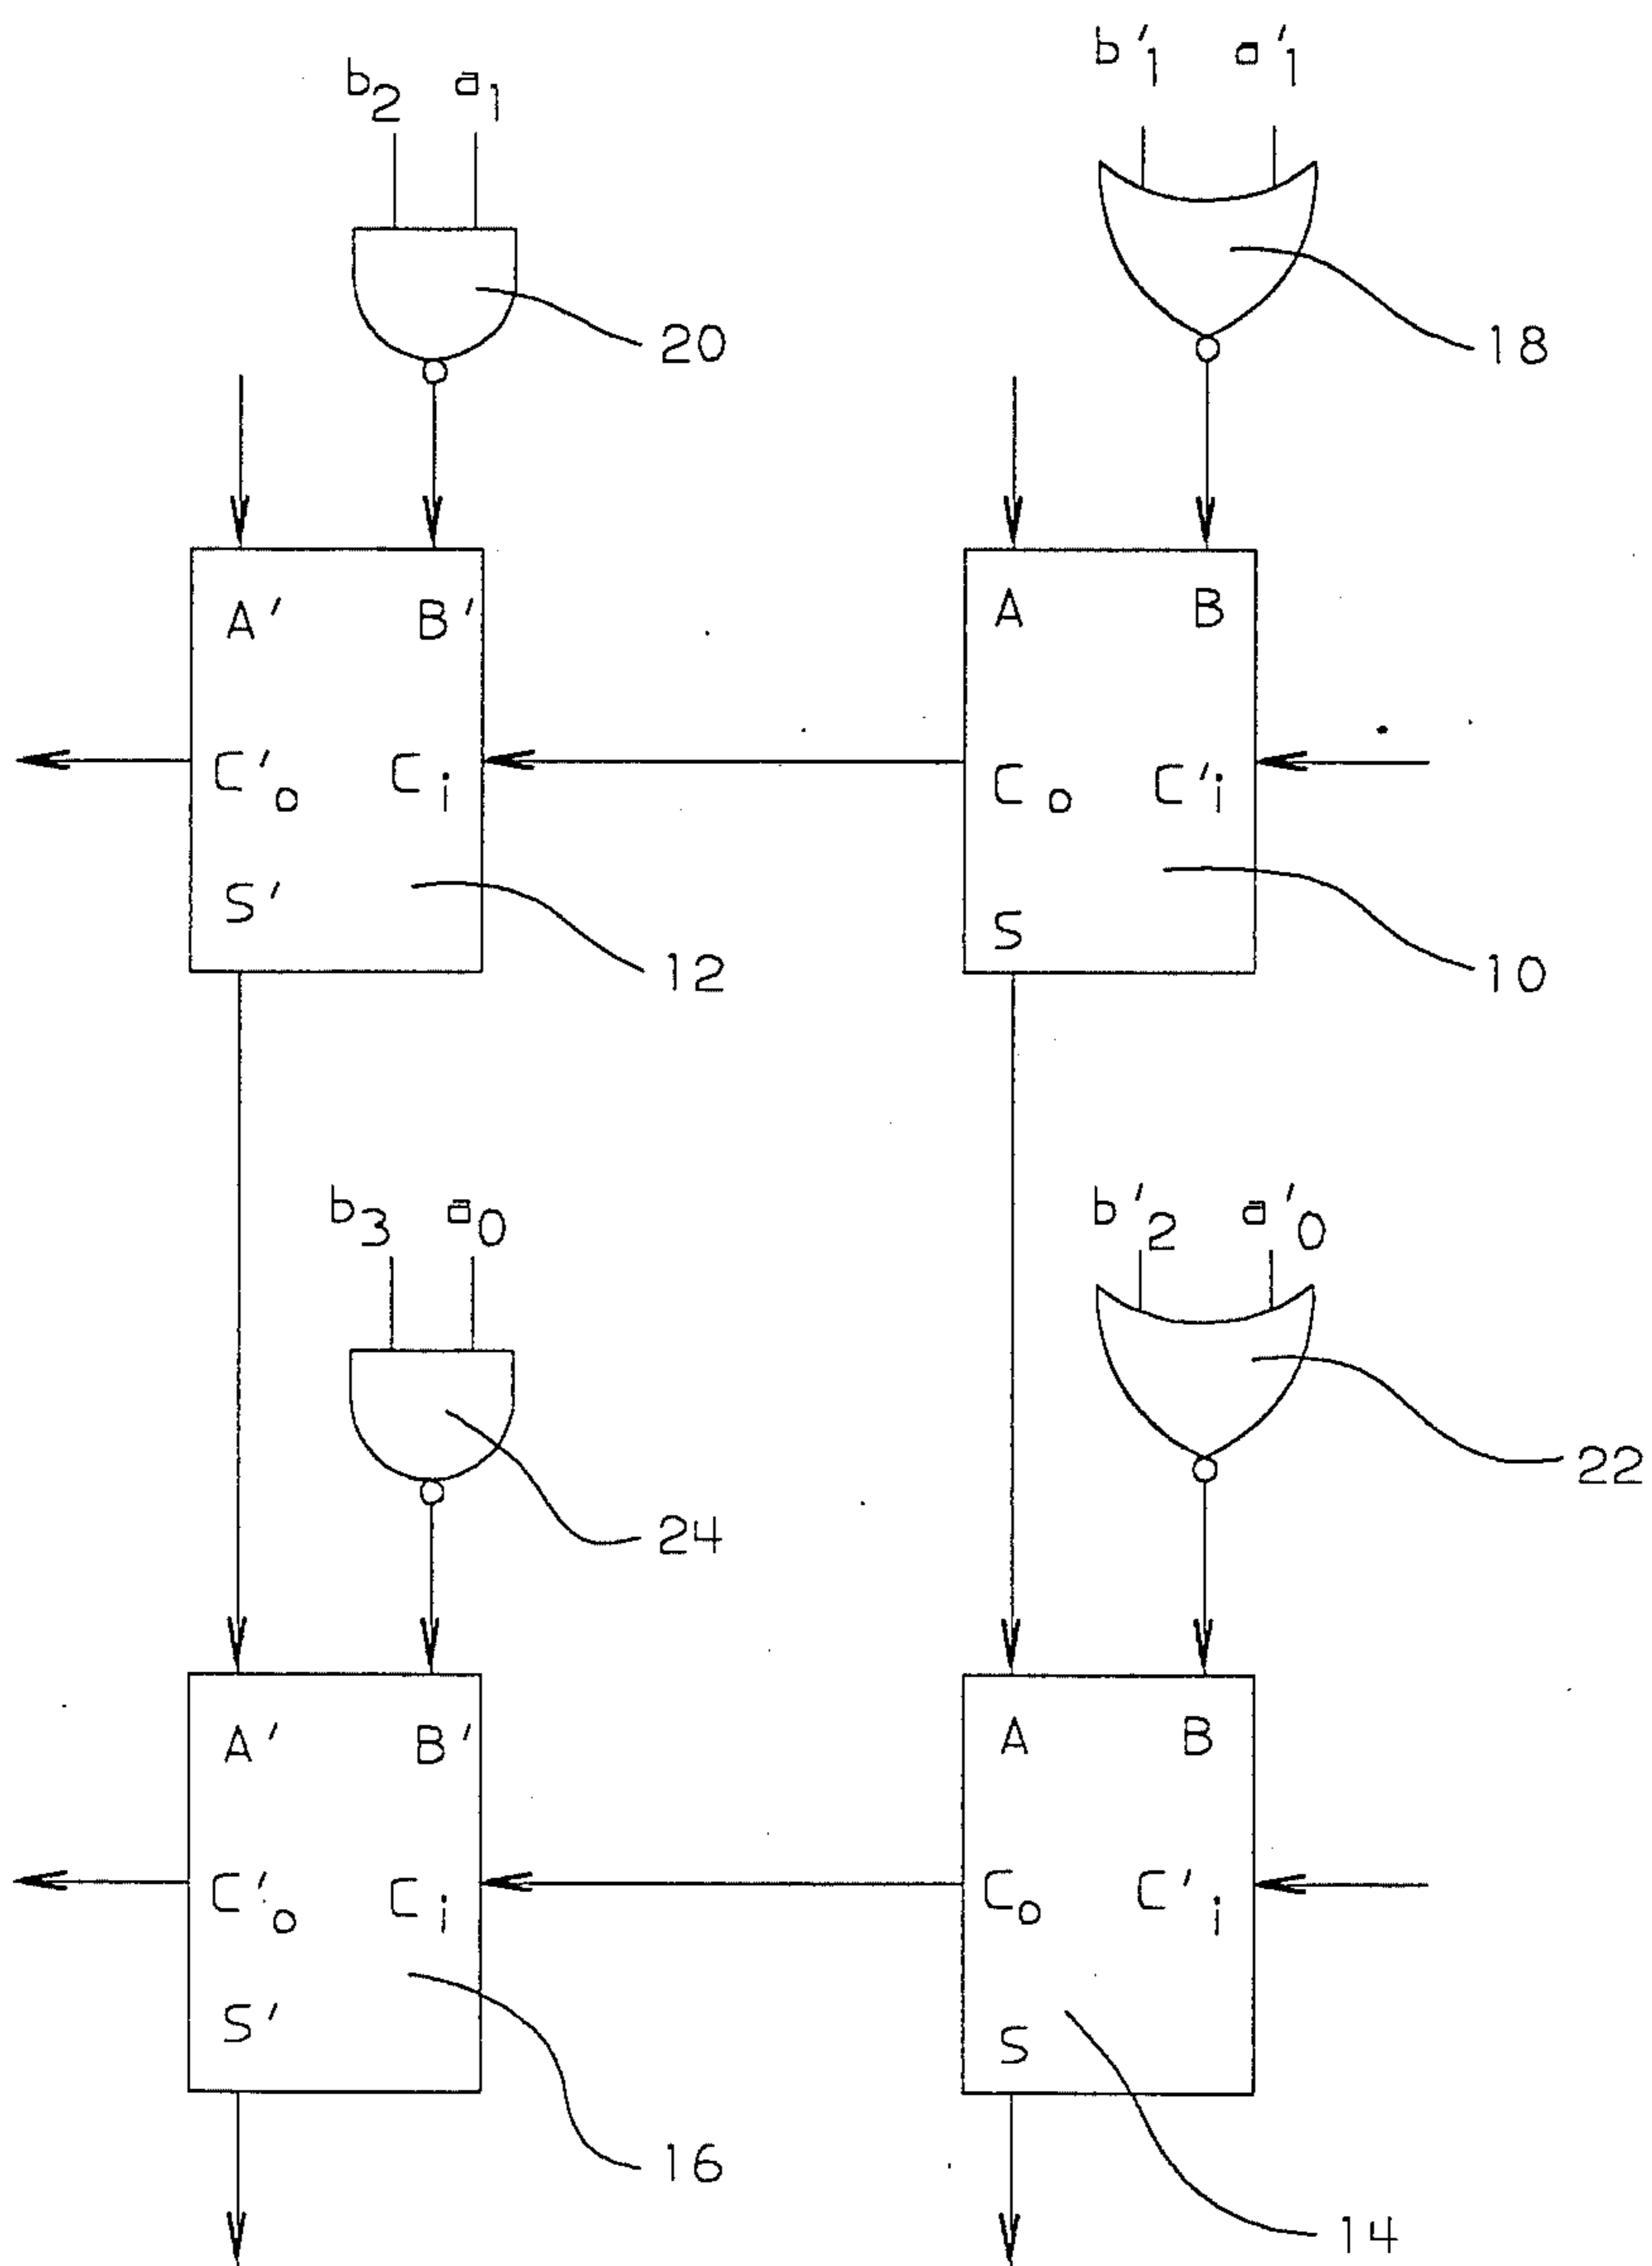 b₂ a₁ b'₁ a'₁
20 18
A' B' A B
C'ₒ Cᵢ Cₒ C'ᵢ
S' S
12 10
b₃ a₀ b'₂ a'₀
24 22
A' B' A B
C'ₒ Cᵢ Cₒ C'ᵢ
S' S
16 14